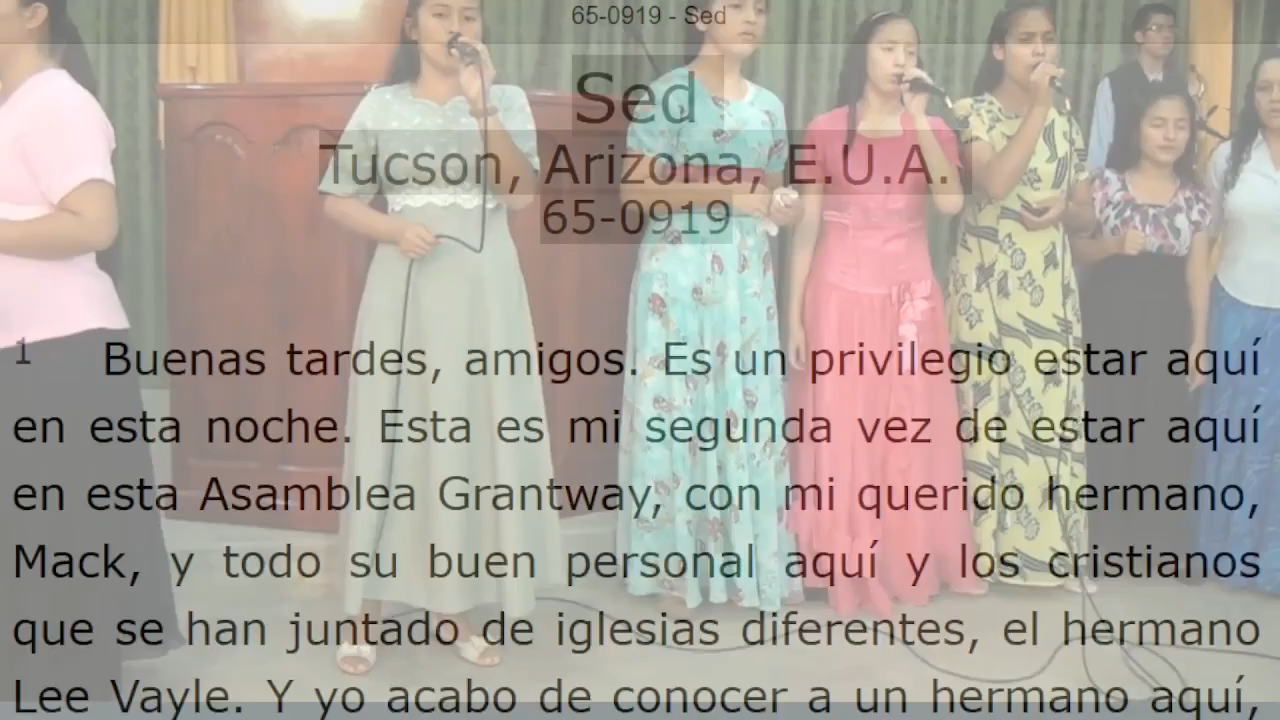 65-0919 - Sed
Sed
Tucson, Arizona, E.U.A.
65-0919
1 Buenas tardes, amigos. Es un privilegio estar aquí
en esta noche. Esta es mi segunda vez de estar aquí
en esta Asamblea Grantway, con mi querido hermano,
Mack, y todo su buen personal aquí y los cristianos
que se han juntado de iglesias diferentes, el hermano
Lee Vayle. Y yo acabo de conocer a un hermano aquí,